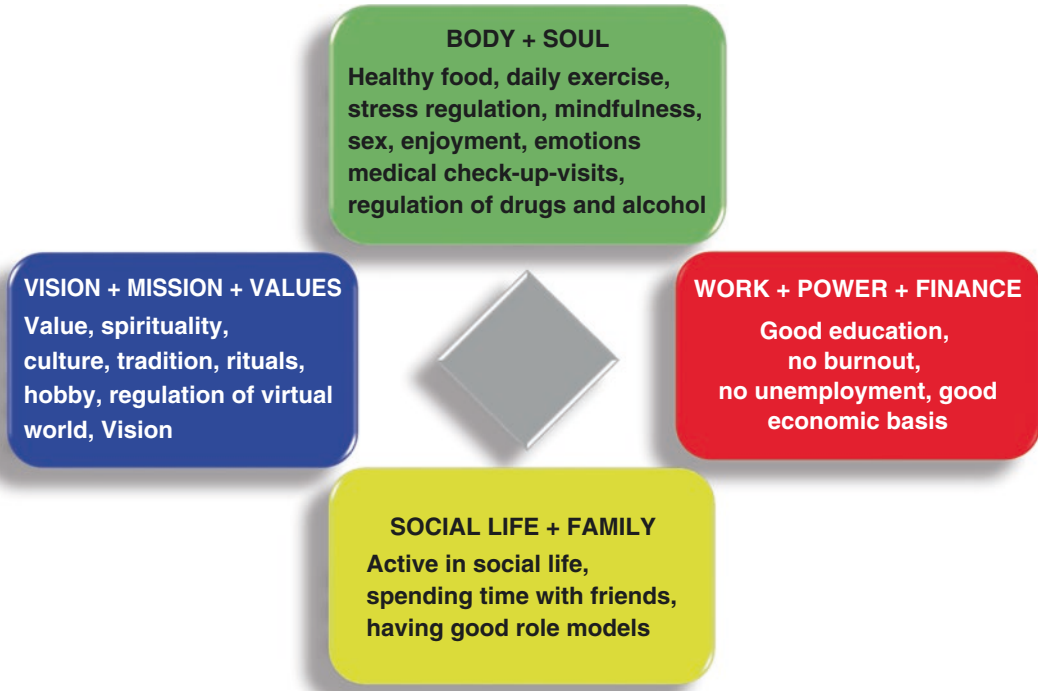 BODY + SOUL
Healthy food, daily exercise,
stress regulation, mindfulness,
sex, enjoyment, emotions
medical check-up-visits,
regulation of drugs and alcohol
VISION + MISSION + VALUES
Value, spirituality,
culture, tradition, rituals,
hobby, regulation of virtual
world, Vision
WORK + POWER + FINANCE
Good education,
no burnout,
no unemployment, good
economic basis
SOCIAL LIFE + FAMILY
Active in social life,
spending time with friends,
having good role models